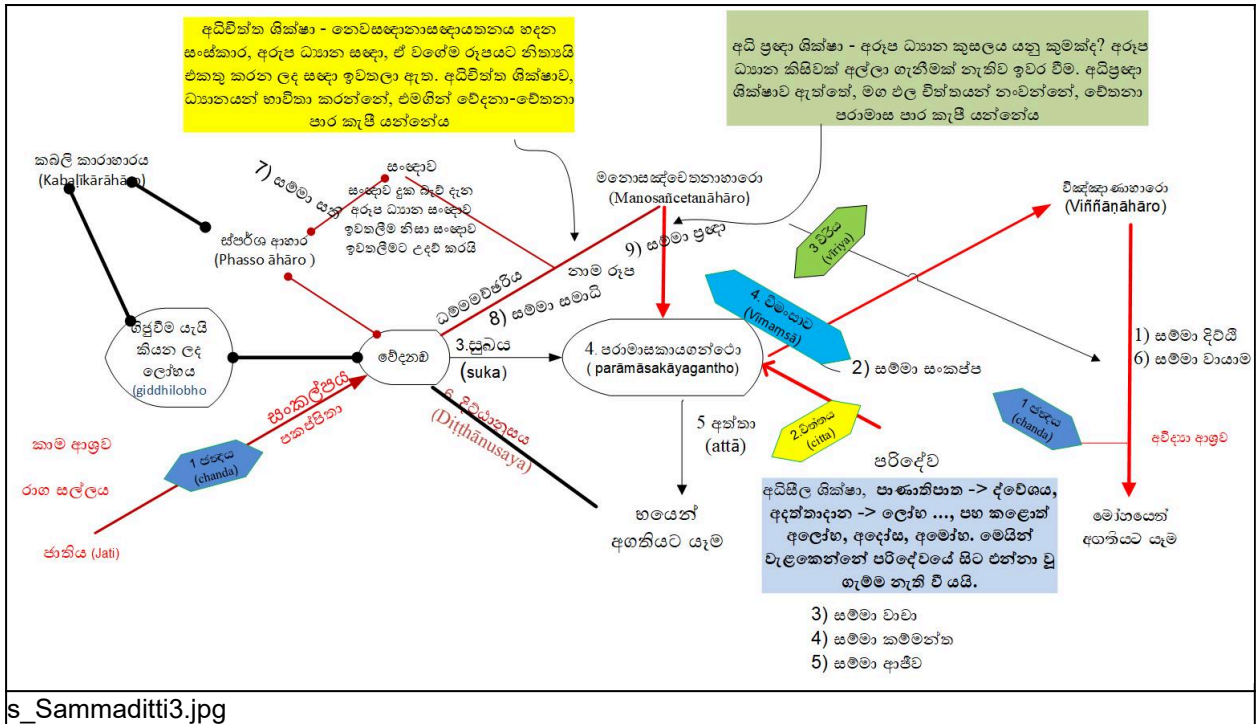 අධිචිත්ත ශික්ෂා - නෙවසඥානාසඥායතනය හදන
සංස්කාර, අරුප ධ්‍යාන සඥා, ඒ වගේම රූපයට නිත්‍යයි
එකතු කරන ලද සඥා ඉවතලා ඇත. අධිචිත්ත ශික්ෂාව,
ධ්‍යානයන් භාවිතා කරන්නේ, එමගින් වේදනා-චේතනා
පාර කැපී යන්නේය
අධි ප්‍රඥා ශික්ෂා - අරූප ධ්‍යාන කුසලය යනු කුමක්ද? අරූප
ධ්‍යාන කිසිවක් අල්ලා ගැනීමක් නැතිව ඉවර වීම. අධිප්‍රඥා
ශික්ෂාව ඇත්තේ, මග ඵල චිත්තයන් නංවන්නේ, චේතනා
පරාමාස පාර කැපී යන්නේය
කබලි කාරාහාරය
(Kabaḷīkārāhāro)
7) සම්මා සති
සංඥාව
සංඥාව දුක බැව් දැන
අරූප ධ්‍යාන සංඥාව
ඉවතලීම නිසා සංඥාව
ඉවතලීමට උදව් කරයි
ස්පර්ශ ආහාර
(Phasso āhāro )
මනොසඤ්චෙතනාහාරො
(Manosañcetanāhāro)
9) සම්මා ප්‍රඥා
නාම රූප
ධම්මමච්ඡරිය
8) සම්මා සමාධි
වීඤ්ඤාණාහාරො
(Viññāṇāhāro)
3 විරිය
(viriya)
4. විමංසාව
(Vimaṃsā)
ගිජුවීම යැයි
කියන ලද
ලෝභය
(giddhilobho
වේදනාඬ
3.සුඛය
(suka)
4. පරාමාසකායගන්ථො
( parāmāsakāyagantho)
1) සම්මා දිට්ඨි
6) සම්මා වායාම
2) සම්මා සංකප්ප
සංකල්පය
පකප්පිතා
6. දිට්ඨානුසය
(Diṭṭhānusaya)
කාම ආශ්‍රව
1 ඡන්දය
(chanda)
රාග සල්ලය
ජාතිය (Jati)
5 අත්තා
(attā)
2.චිත්තය
(citta)
පරිදේව
1 ඡන්දය
(chanda)
අවිද්‍යා ආශ්‍රව
භයෙන්
අගතියට යෑම
අධිසීල ශික්ෂා, පාණාතිපාත -> ද්වේශය,
අදත්තාදාන -> ලෝභ ..., පහ කළොත්
අලෝභ, අදෝස, අමෝහ. මෙයින්
වැළකෙන්නේ පරිදේවයේ සිට එන්නා වූ
ගැම්ම නැති වී යයි.
මෝහයෙන්
අගතියට යෑම
3) සම්මා වාචා
4) සම්මා කම්මන්ත
5) සම්මා ආජීව
s_Sammaditti3.jpg